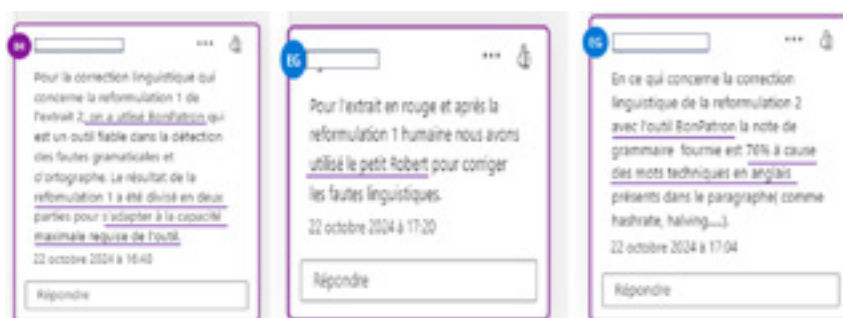 Pour la correction linguistique qui
concerne la reformulation 1 de
l'extrait 2, on a utilisé BonPatron qui
est un outil fiable dans la détection
des fautes gramaticales et
d'ortographe. Le résultat de la
reformulation 1 a été divisé en deux
parties pour s'adapter à la capacité
maximale requise de l'outil.
22 octobre 2024 à 16:40
Répondre
EG
Pour l'extrait en rouge et après la
reformulation 1 humaine nous avons
utilisé le petit Robert pour corriger
les fautes linguistiques.
22 octobre 2024 à 17:20
Répondre
EG
En ce qui concerne la correction
linguistique de la reformulation 2
avec l'outil BonPatron la note de
grammaire fournie est 76% à cause
des mots techniques en anglais
présents dans le paragraphe( comme
hashrate, halving....).
22 octobre 2024 à 17:04
Répondre